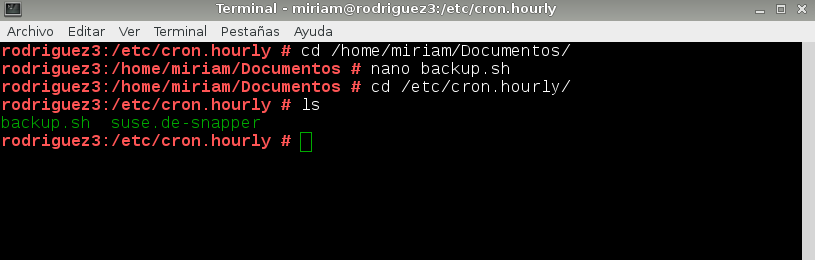 Terminal - miriam@rodriguez3:/etc/cron.hourly
Archivo Editar Ver Terminal Pestañas Ayuda
rodriguez3:/etc/cron.hourly # cd /home/miriam/Documentos/
rodriguez3:/home/miriam/Documentos # nano backup.sh
rodriguez3:/home/miriam/Documentos # cd /etc/cron.hourly/
rodriguez3:/etc/cron.hourly # ls
backup.sh  suse.de-snapper
rodriguez3:/etc/cron.hourly #